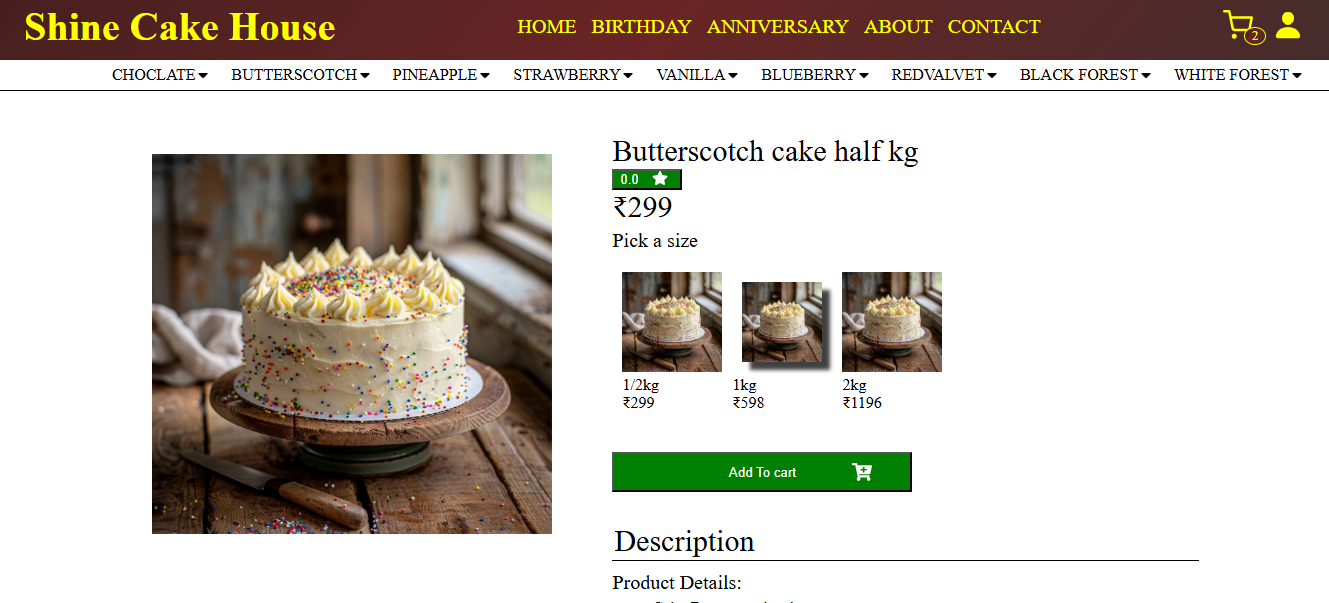 Shine Cake House
HOME BIRTHDAY ANNIVERSARY ABOUT CONTACT
2
CHOCLATE BUTTERSCOTCH PINEAPPLE STRAWBERRY VANILLA BLUEBERRY REDVALVET BLACK FOREST WHITE FOREST
Butterscotch cake half kg
0.0
₹299
Pick a size
1/2kg 1kg 2kg
₹299 ₹598 ₹1196
Add To cart
Description
Product Details: